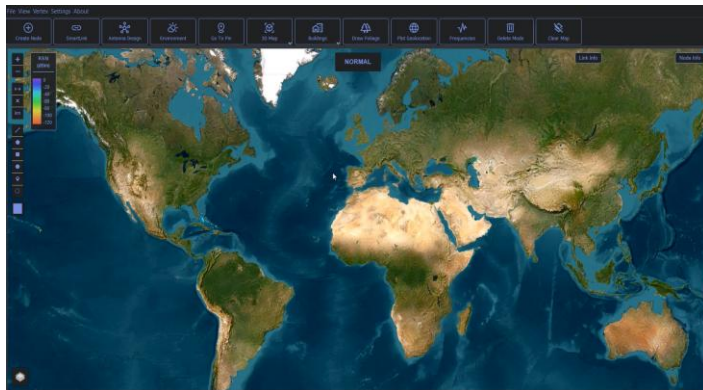 File View Vertex Settings About
Create Node SmartLink Antenna Design Environment Go To Pin 3D Map Buildings Draw Foliage Plot Geolocation Frequencies Delete Mode Clear Map
NORMAL
Link Info
Node Info